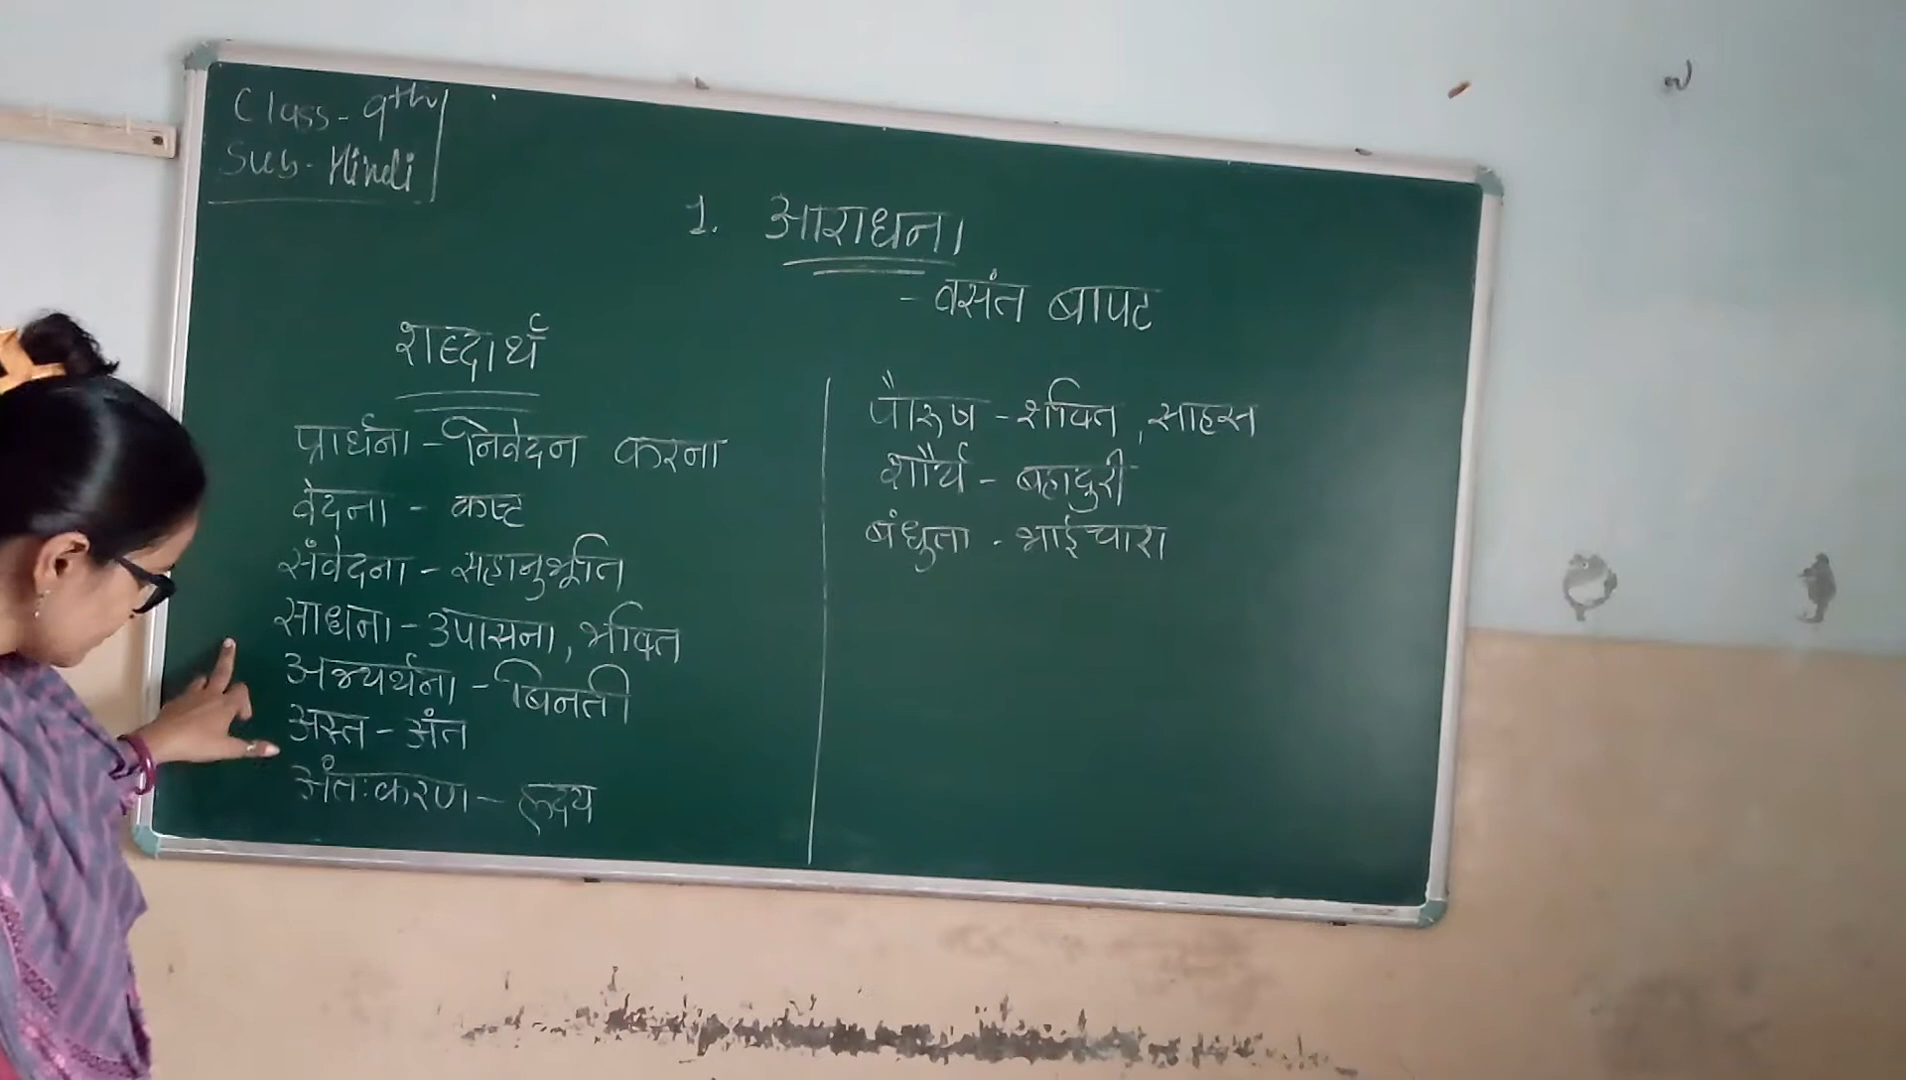 Class - 9th
Sub - Hindi
1. आराधना
- वसंत बापट
शब्दार्थ
प्रार्थना - निवेदन करना
वेदना - कष्ट
संवेदना - सहानुभूति
साधना - उपासना, भक्ति
अभ्यर्थना - बिनती
अस्त - अंत
अंतःकरण - हृदय
पौरुष - शक्ति, साहस
शौर्य - बहादुरी
बंधुता - भाईचारा